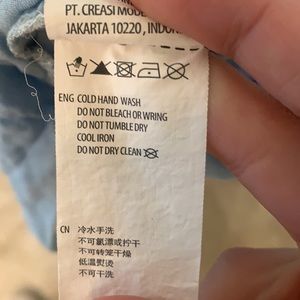 PT. CREASI MODE
JAKARTA 10220, INDON
ENG COLD HAND WASH
DO NOT BLEACH OR WRING
DO NOT TUMBLE DRY
COOL IRON
DO NOT DRY CLEAN
CN 冷水手洗
不可氯漂或拧干
不可转笼干燥
低温熨烫
不可干洗